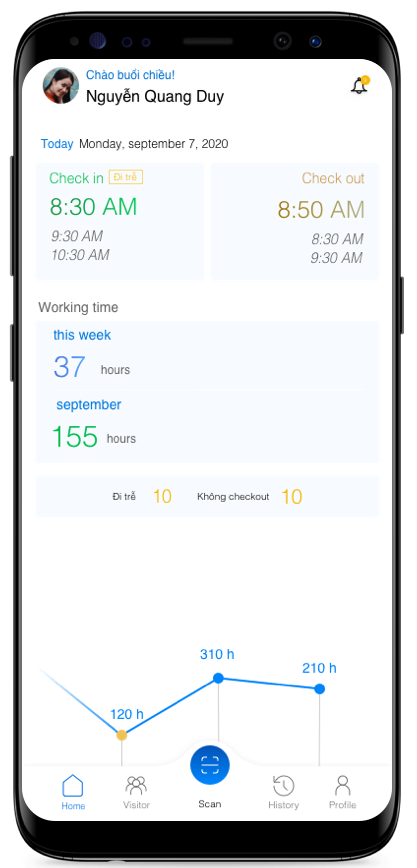 Chào buổi chiều!
Nguyễn Quang Duy
Today Monday, september 7, 2020
Check in Đi trễ
8:30 AM
9:30 AM
10:30 AM
Check out
8:50 AM
8:30 AM
9:30 AM
Working time
this week
37 hours
september
155 hours
Đi trễ 10 Không checkout 10
310 h
210 h
120 h
Home Visitor Scan History Profile